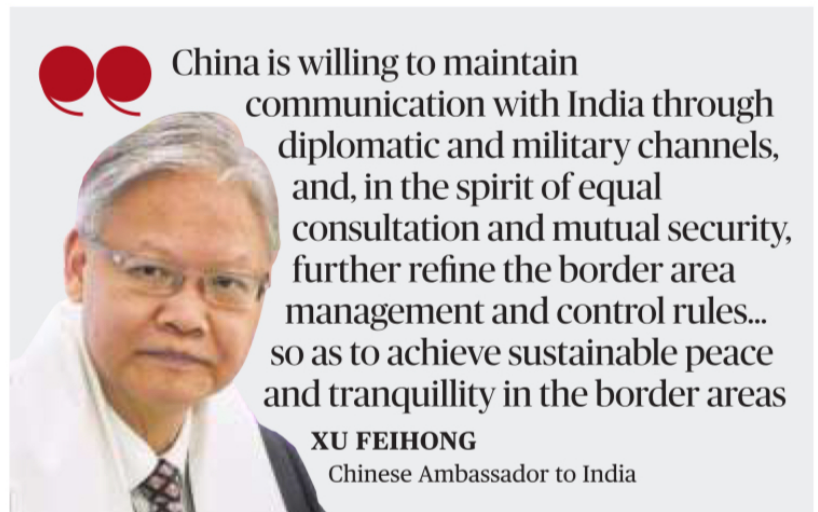 China is willing to maintain
communication with India through
diplomatic and military channels,
and, in the spirit of equal
consultation and mutual security,
further refine the border area
management and control rules...
so as to achieve sustainable peace
and tranquillity in the border areas
XU FEIHONG
Chinese Ambassador to India